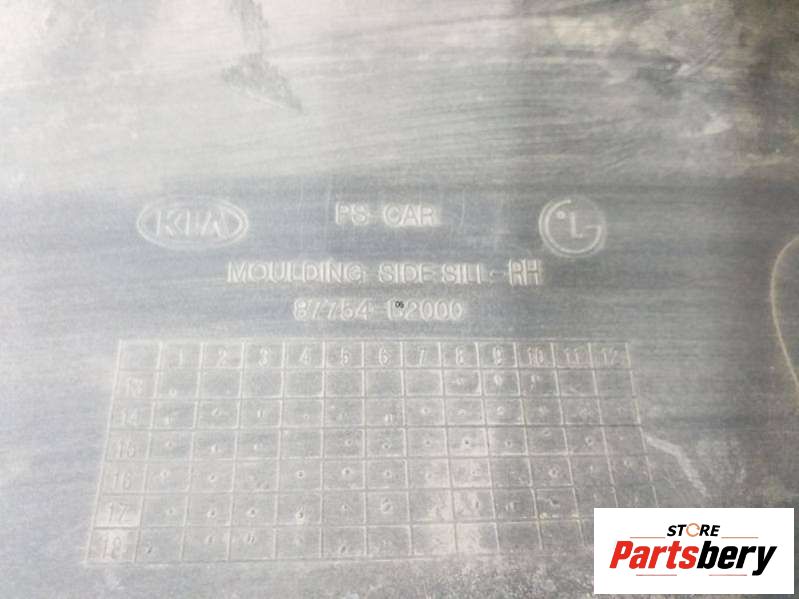 KIA PS CAR LG
MOULDING SIDE SILL - RH
87754- 2000
1 2 3 4 5 6 7 8 9 10 11 12
13
14
15
16
17
18
STORE
Partsbery